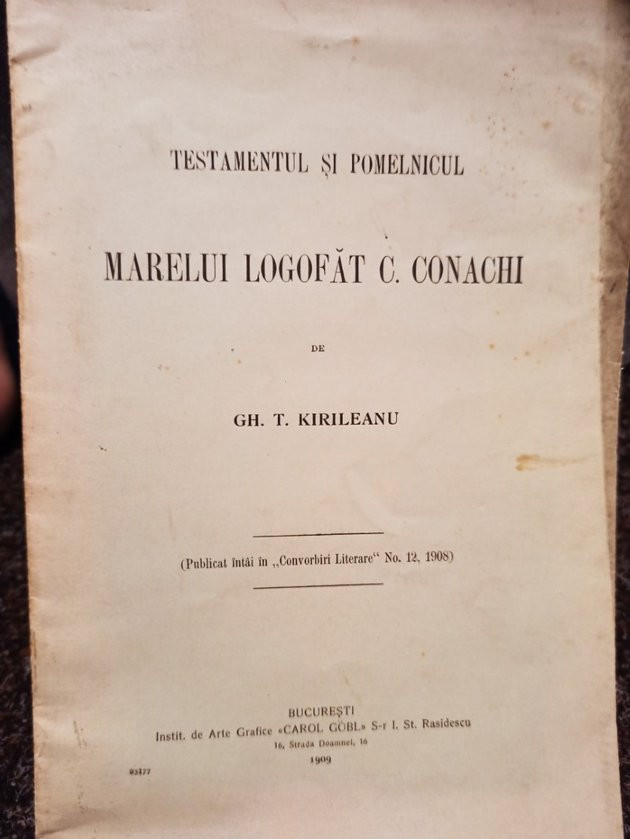 TESTAMENTUL ȘI POMELNICUL
MARELUI LOGOFĂT C. CONACHI
DE
GH. T. KIRILEANU
(Publicat întâi în „Convorbiri Literare“ No. 12, 1908)
BUCUREȘTI
Instit. de Arte Grafice «CAROL GÖBL» S-r I. St. Rasidescu
16, Strada Doamnei, 16
1909